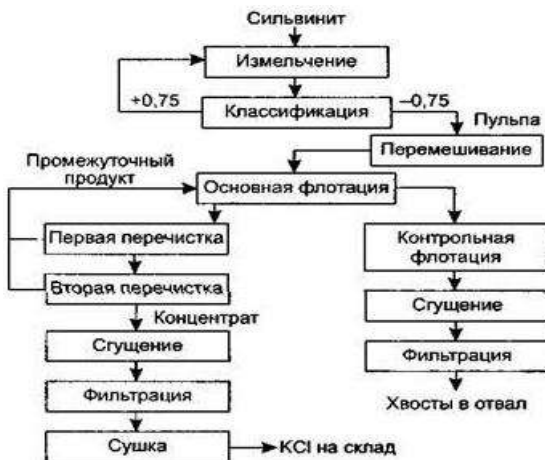 Сильвинит
Измельчение
+0,75
Классификация
–0,75
Пульпа
Перемешивание
Промежуточный
продукт
Основная флотация
Первая перечистка
Контрольная
флотация
Вторая перечистка
Концентрат
Сгущение
Сгущение
Фильтрация
Фильтрация
Хвосты в отвал
Сушка
KCl на склад